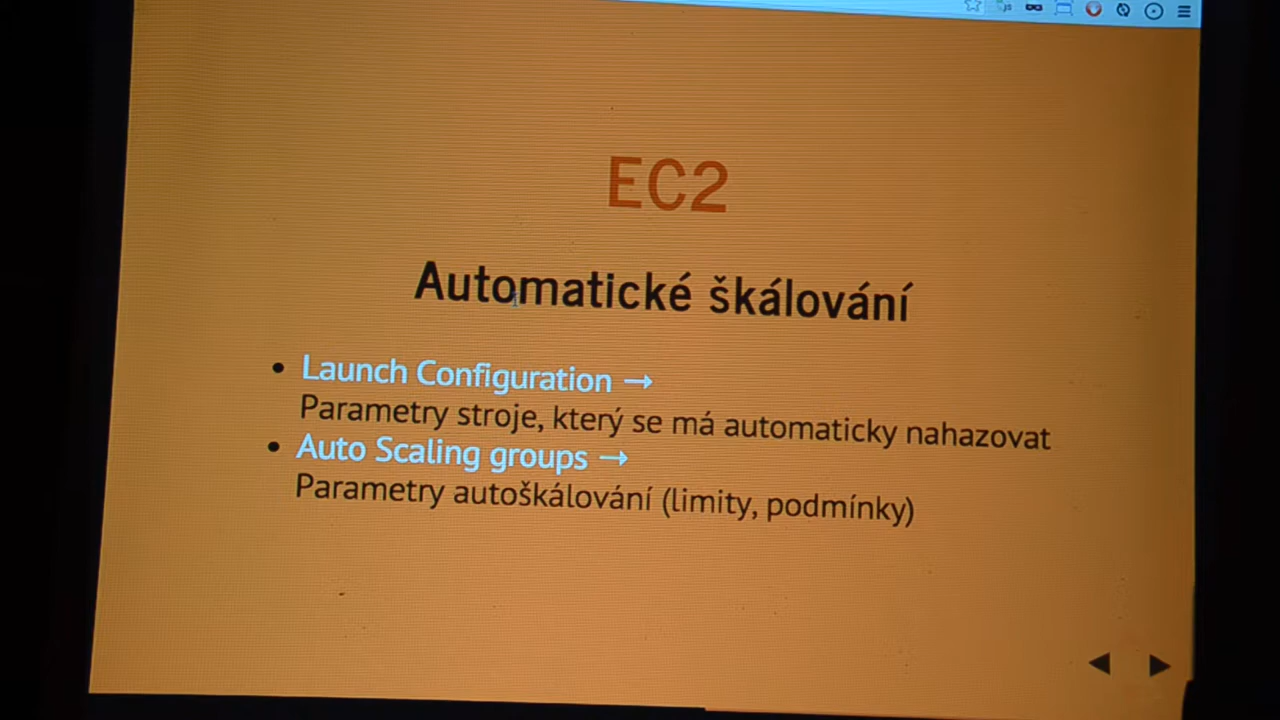 EC2
Automatické škálování
• Launch Configuration →
Parametry stroje, který se má automaticky nahazovat
• Auto Scaling groups →
Parametry autoškálování (limity, podmínky)